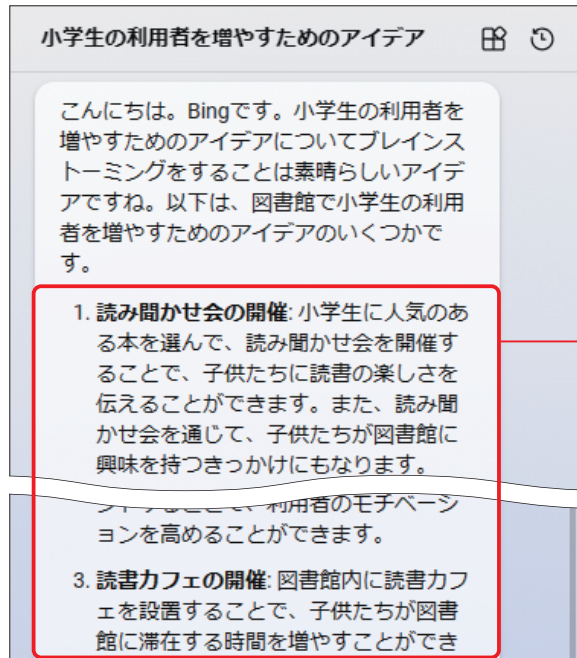 小学生の利用者を増やすためのアイデア
こんにちは。Bingです。小学生の利用者を
増やすためのアイデアについてブレインス
トーミングをすることは素晴らしいアイデ
アですね。以下は、図書館で小学生の利用
者を増やすためのアイデアのいくつかで
す。
1. 読み聞かせ会の開催: 小学生に人気のあ
る本を選んで、読み聞かせ会を開催す
ることで、子供たちに読書の楽しさを
伝えることができます。また、読み聞
かせ会を通じて、子供たちが図書館に
興味を持つきっかけにもなります。
ントすることで、利用者のモチベーシ
ョンを高めることができます。
3. 読書カフェの開催: 図書館内に読書カフ
ェを設置することで、子供たちが図書
館に滞在する時間を増やすことができ